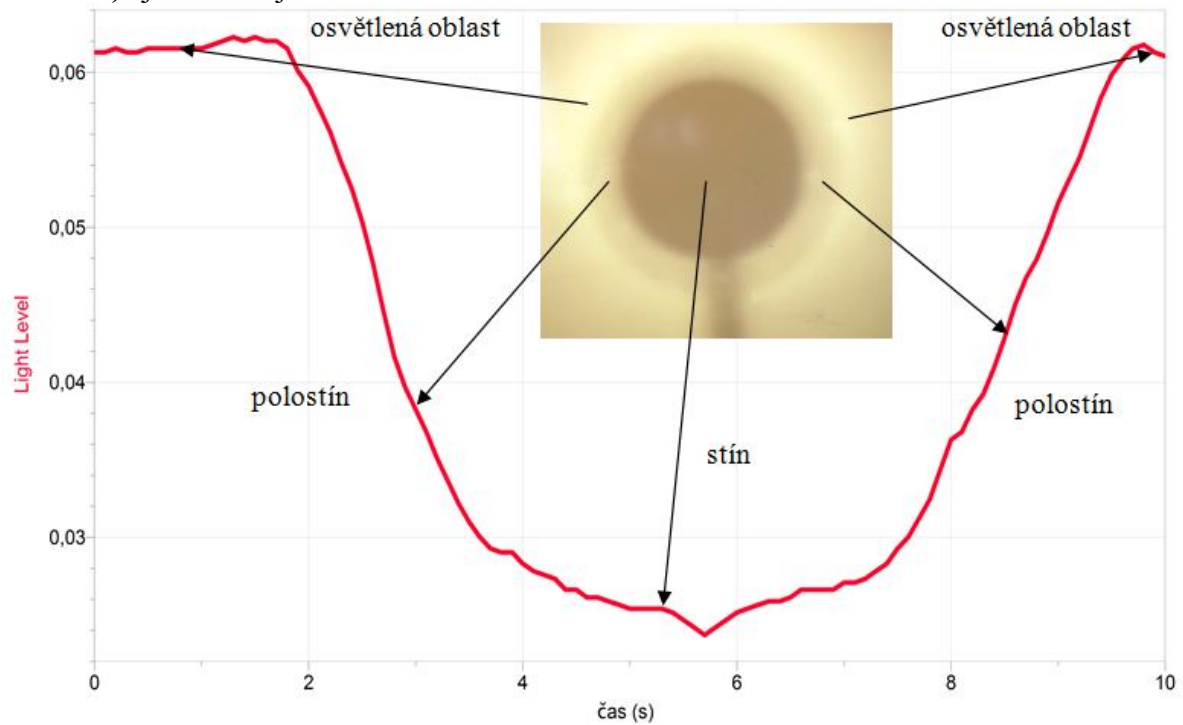 osvětlená oblast
osvětlená oblast
0,06
0,05
Light Level
0,04
polostín
polostín
stín
0,03
0
2
4
6
8
10
čas (s)